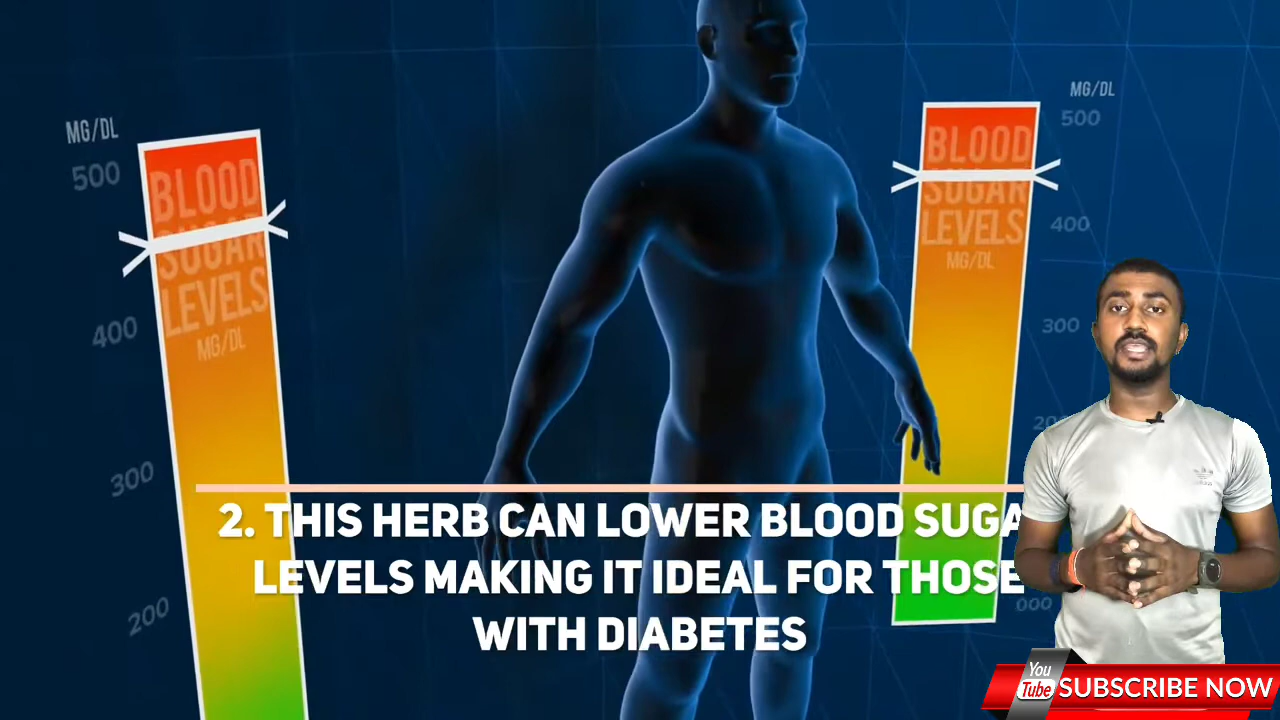 MG/DL
500
BLOOD
SUGAR
LEVELS
MG/DL
400
300
200
MG/DL
500
BLOOD
SUGAR
LEVELS
MG/DL
400
300
2. THIS HERB CAN LOWER BLOOD SUGA
LEVELS MAKING IT IDEAL FOR THOSE
WITH DIABETES
000
You
Tube
SUBSCRIBE NOW